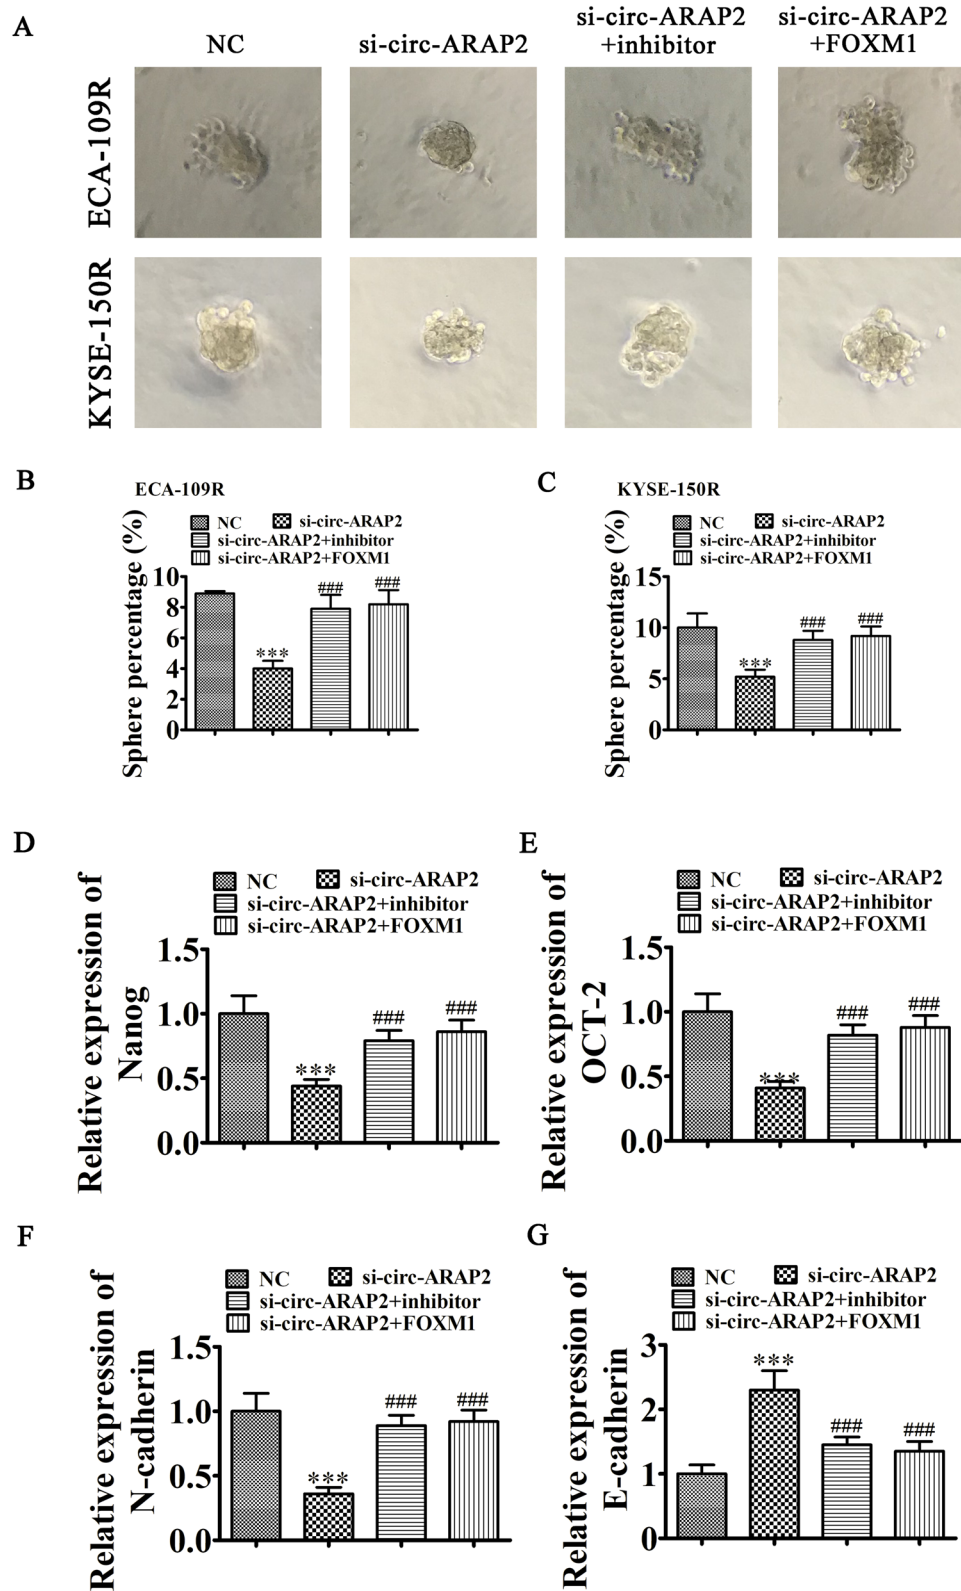 A
NC
si-circ-ARAP2
si-circ-ARAP2
+inhibitor
si-circ-ARAP2
+FOXM1
ECA-109R
KYSE-150R
B
ECA-109R
NC
si-circ-ARAP2
si-circ-ARAP2+inhibitor
si-circ-ARAP2+FOXM1
Sphere percentage (%)
10
8
6
4
2
0
***
###
###
C
KYSE-150R
NC
si-circ-ARAP2
si-circ-ARAP2+inhibitor
si-circ-ARAP2+FOXM1
Sphere percentage (%)
15
10
5
0
***
###
###
D
NC
si-circ-ARAP2
si-circ-ARAP2+inhibitor
si-circ-ARAP2+FOXM1
Relative expression of
Nanog
1.5
1.0
0.5
0.0
***
###
###
E
NC
si-circ-ARAP2
si-circ-ARAP2+inhibitor
si-circ-ARAP2+FOXM1
Relative expression of
OCT-2
1.5
1.0
0.5
0.0
***
###
###
F
NC
si-circ-ARAP2
si-circ-ARAP2+inhibitor
si-circ-ARAP2+FOXM1
Relative expression of
N-cadherin
1.5
1.0
0.5
0.0
***
###
###
G
NC
si-circ-ARAP2
si-circ-ARAP2+inhibitor
si-circ-ARAP2+FOXM1
Relative expression of
E-cadherin
3
2
1
0
***
###
###